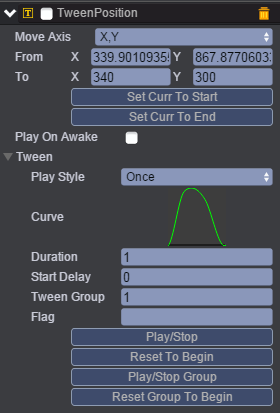 TweenPosition
Move Axis X,Y
From X 339.9010935 Y 867.8770603
To X 340 Y 300
Set Curr To Start
Set Curr To End
Play On Awake
Tween
Play Style Once
Curve
Duration 1
Start Delay 0
Tween Group 1
Flag
Play/Stop
Reset To Begin
Play/Stop Group
Reset Group To Begin